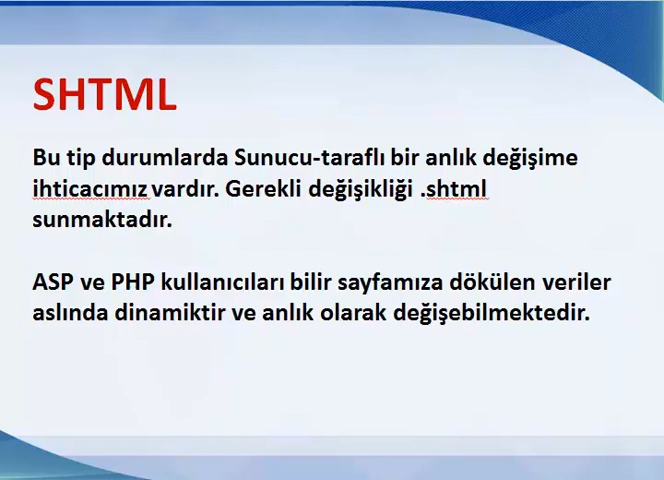 SHTML
Bu tip durumlarda Sunucu-taraflı bir anlık değişime
ihticacımız vardır. Gerekli değişikliği .shtml
sunmaktadır.
ASP ve PHP kullanıcıları bilir sayfamıza dökülen veriler
aslında dinamiktir ve anlık olarak değişebilmektedir.